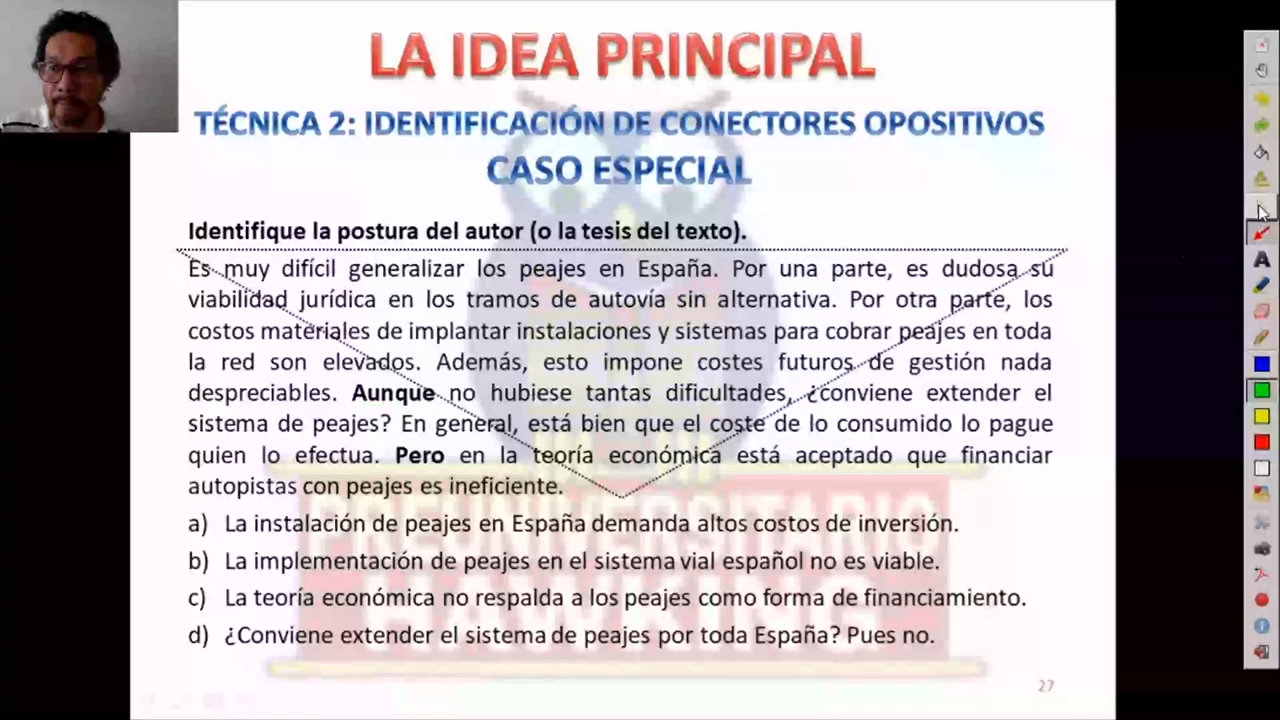 LA IDEA PRINCIPAL
TÉCNICA 2: IDENTIFICACIÓN DE CONECTORES OPOSITIVOS
CASO ESPECIAL
Identifique la postura del autor (o la tesis del texto).
Es muy difícil generalizar los peajes en España. Por una parte, es dudosa su
viabilidad jurídica en los tramos de autovía sin alternativa. Por otra parte, los
costos materiales de implantar instalaciones y sistemas para cobrar peajes en toda
la red son elevados. Además, esto impone costes futuros de gestión nada
despreciables. Aunque no hubiese tantas dificultades, ¿conviene extender el
sistema de peajes? En general, está bien que el coste de lo consumido lo pague
quien lo efectua. Pero en la teoría económica está aceptado que financiar
autopistas con peajes es ineficiente.
a) La instalación de peajes en España demanda altos costos de inversión.
b) La implementación de peajes en el sistema vial español no es viable.
c) La teoría económica no respalda a los peajes como forma de financiamiento.
d) ¿Conviene extender el sistema de peajes por toda España? Pues no.
PREUNIVERSITARIO
HAWKING
27
A